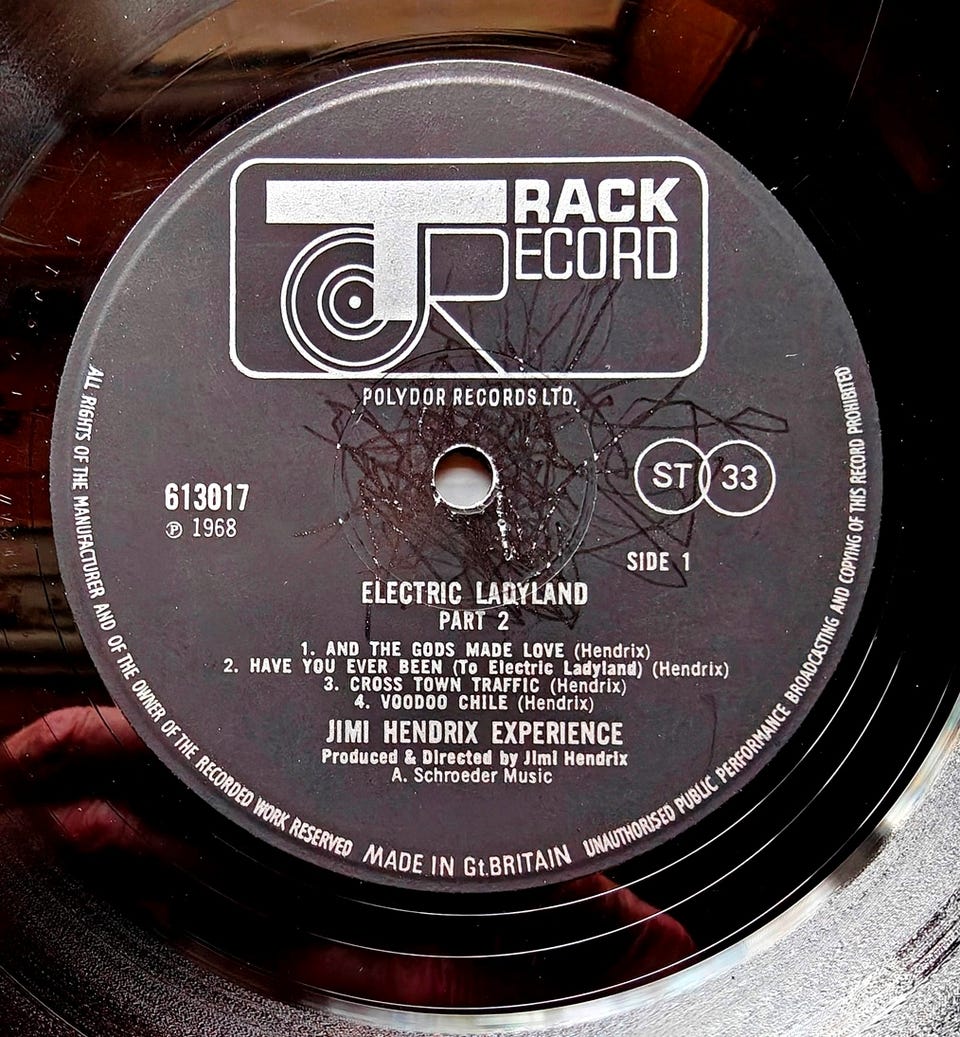 TRACK
RECORD
POLYDOR RECORDS LTD.
613017
℗ 1968
ST 33
SIDE 1
ELECTRIC LADYLAND
PART 2
1. AND THE GODS MADE LOVE (Hendrix)
2. HAVE YOU EVER BEEN (To Electric Ladyland) (Hendrix)
3. CROSS TOWN TRAFFIC (Hendrix)
4. VOODOO CHILE (Hendrix)
JIMI HENDRIX EXPERIENCE
Produced & Directed by Jimi Hendrix
A. Schroeder Music
ALL RIGHTS OF THE MANUFACTURER AND OF THE OWNER OF THE RECORDED WORK RESERVED MADE IN Gt.BRITAIN UNAUTHORISED PUBLIC PERFORMANCE BROADCASTING AND COPYING OF THIS RECORD PROHIBITED